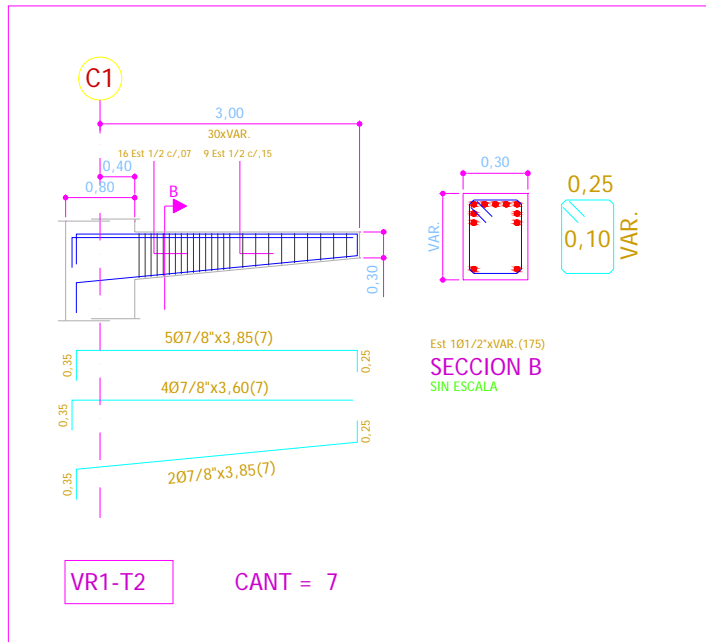 C1
3,00
30xVAR.
16 Est 1/2 c/,07
9 Est 1/2 c/,15
0,40
0,80
B
0,30
0,30
VAR.
0,25
0,10
VAR.
5Ø7/8"x3,85(7)
0,35
0,25
4Ø7/8"x3,60(7)
0,35
0,25
2Ø7/8"x3,85(7)
0,35
Est 1Ø1/2"xVAR.(175)
SECCION B
SIN ESCALA
VR1-T2
CANT = 7